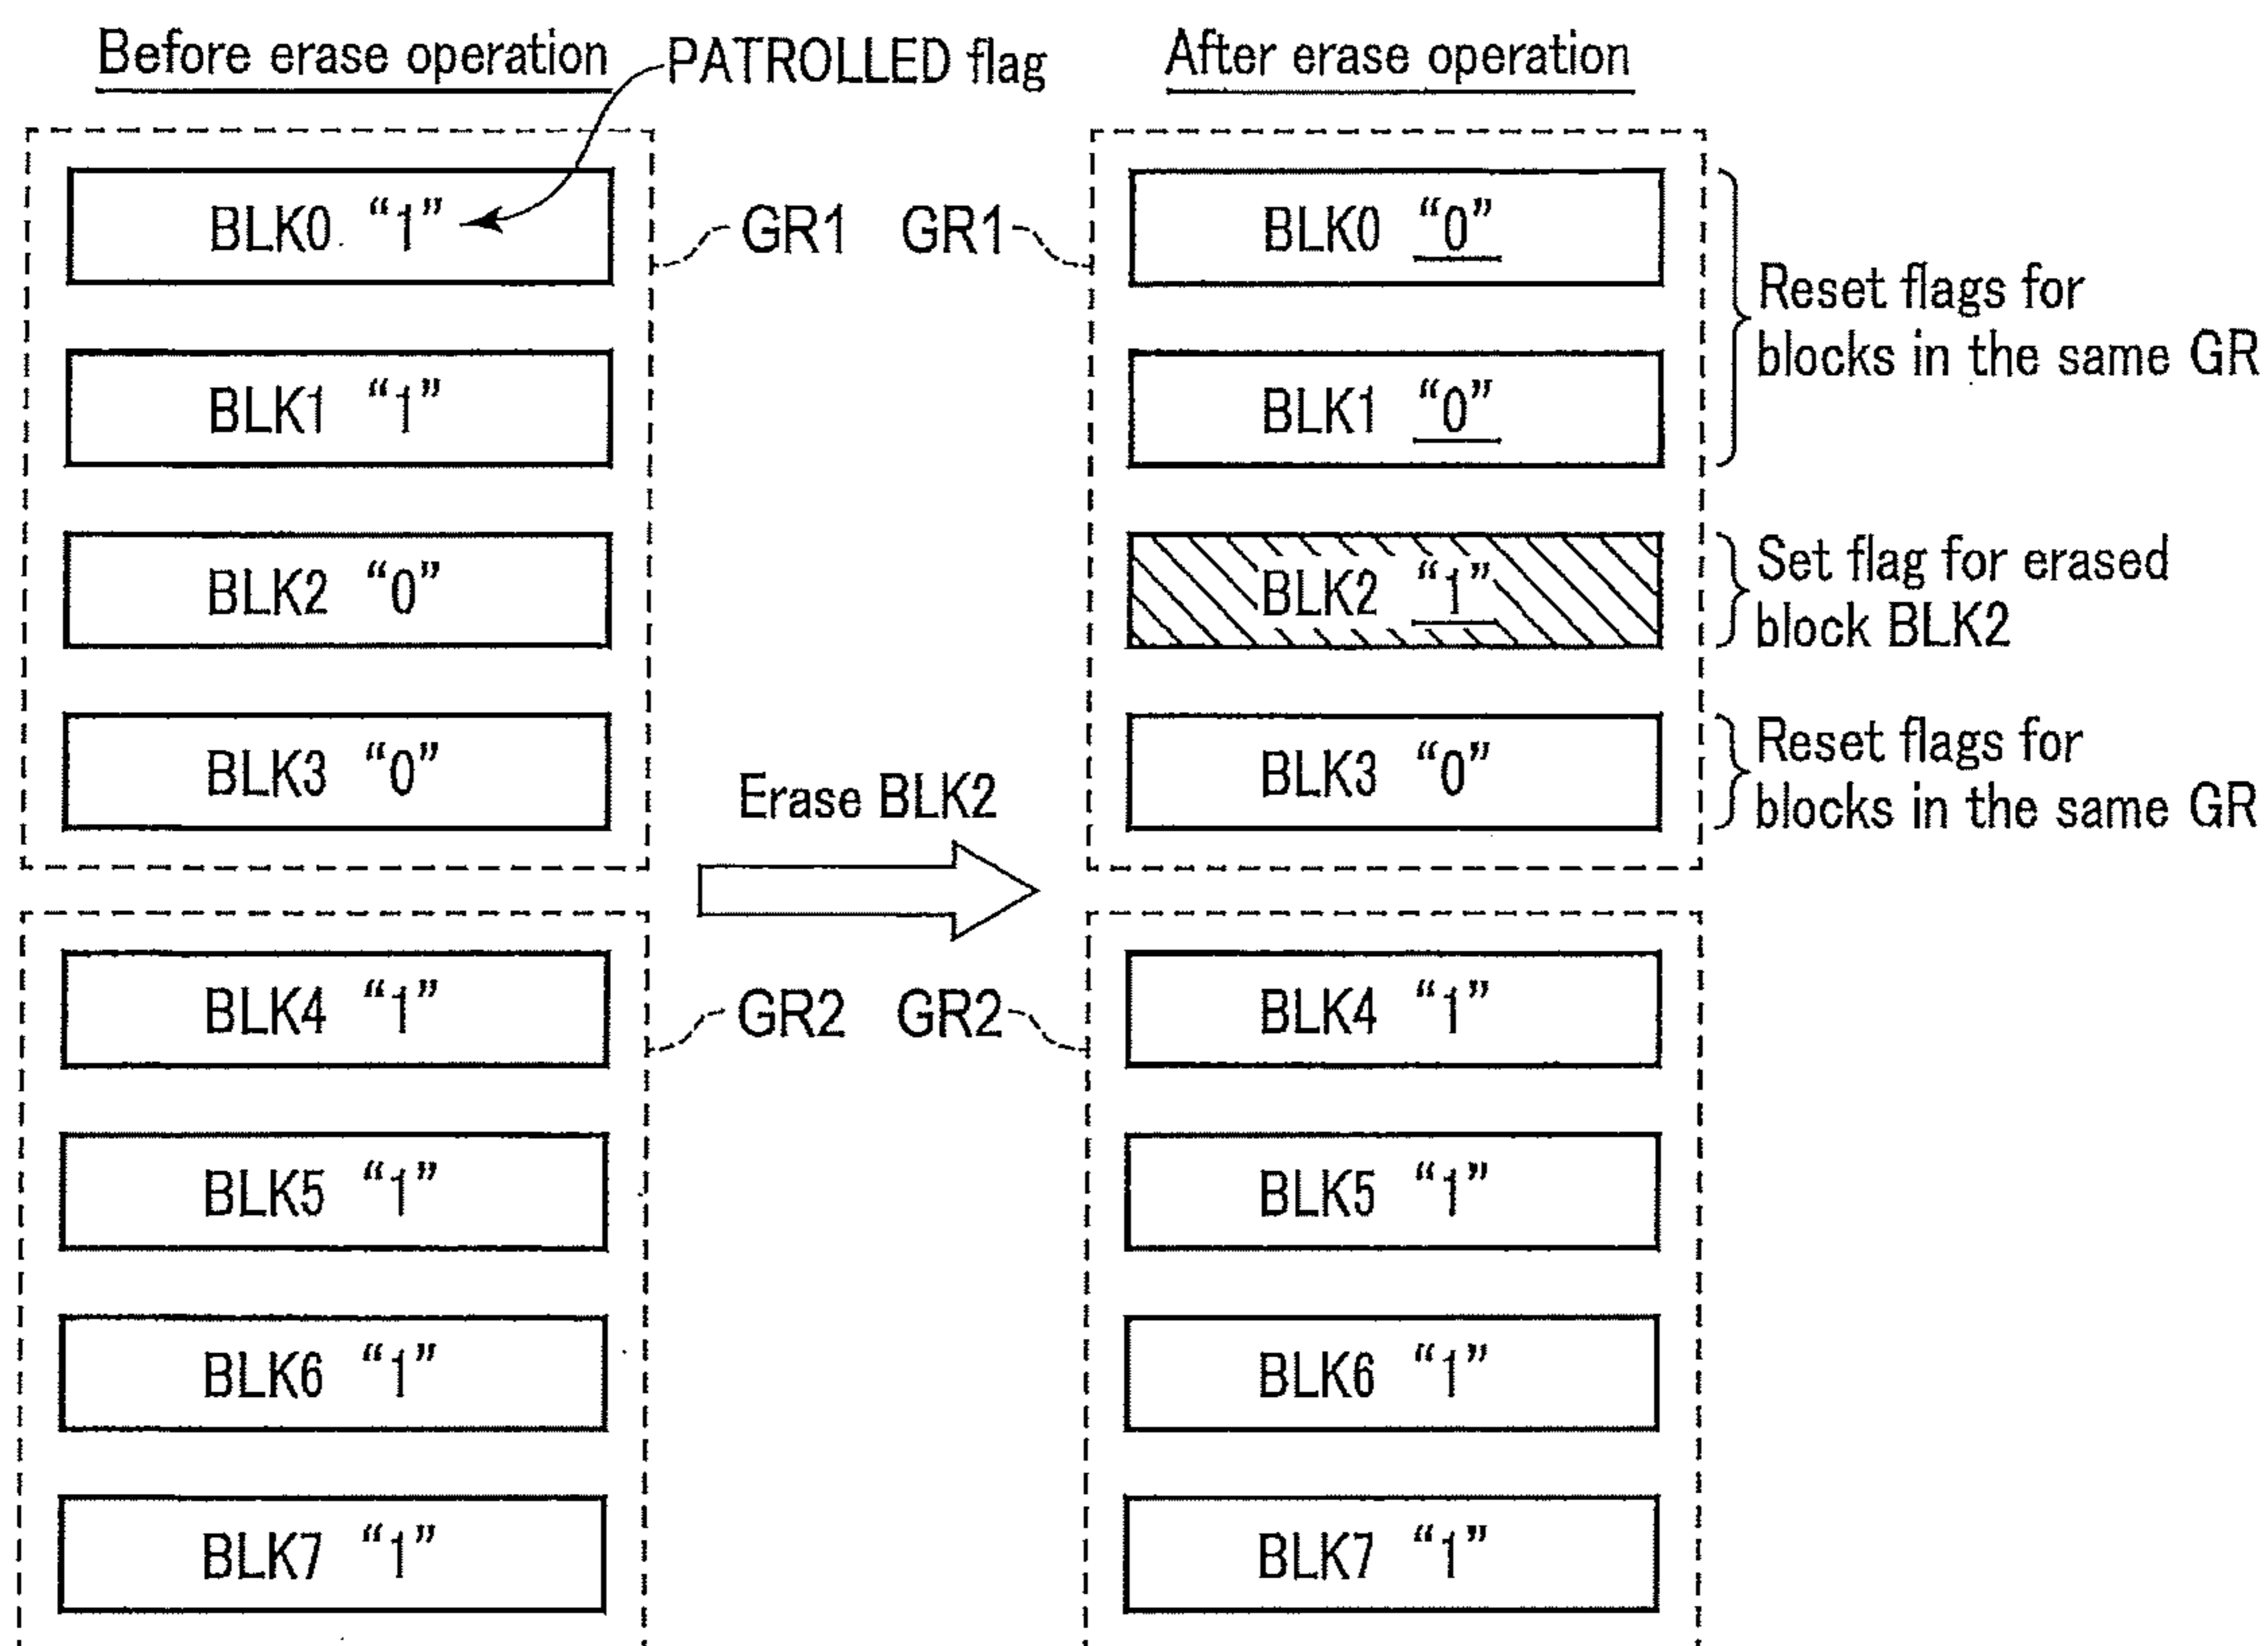 Before erase operation
PATROLLED flag
After erase operation
BLK0 “1”
GR1
GR1
BLK0 “0”
Reset flags for
blocks in the same GR
BLK1 “1”
BLK1 “0”
BLK2 “0”
BLK2 “1”
Set flag for erased
block BLK2
BLK3 “0”
Erase BLK2
BLK3 “0”
Reset flags for
blocks in the same GR
BLK4 “1”
GR2
GR2
BLK4 “1”
BLK5 “1”
BLK5 “1”
BLK6 “1”
BLK6 “1”
BLK7 “1”
BLK7 “1”